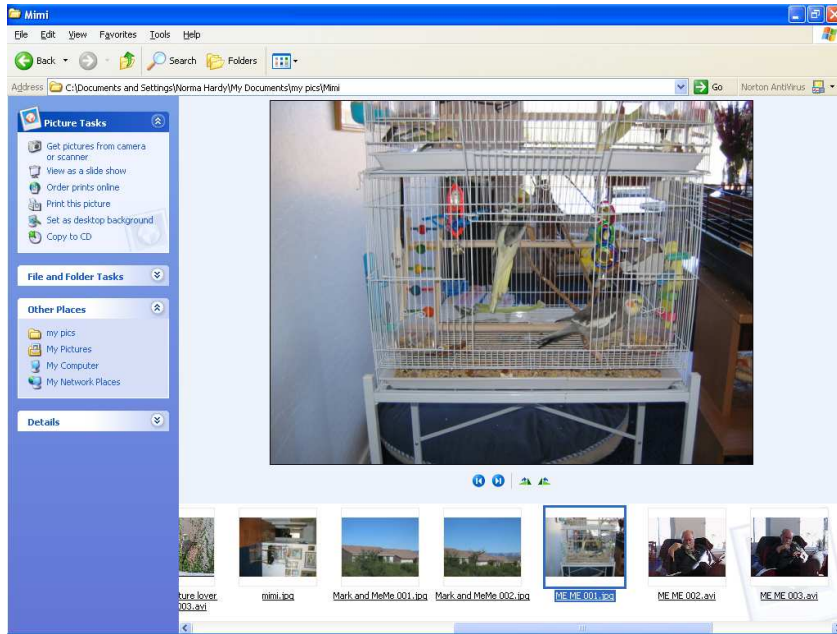 Mimi
File Edit View Favorites Tools Help
Back Search Folders
Address C:\Documents and Settings\Norma Hardy\My Documents\my pics\Mimi Go Norton AntiVirus
Picture Tasks
Get pictures from camera
or scanner
View as a slide show
Order prints online
Print this picture
Set as desktop background
Copy to CD
File and Folder Tasks
Other Places
my pics
My Pictures
My Computer
My Network Places
Details
ture lover mimi.jpg Mark and MeMe 001.jpg Mark and MeMe 002.jpg ME ME 001.jpg ME ME 002.avi ME ME 003.avi
003.avi